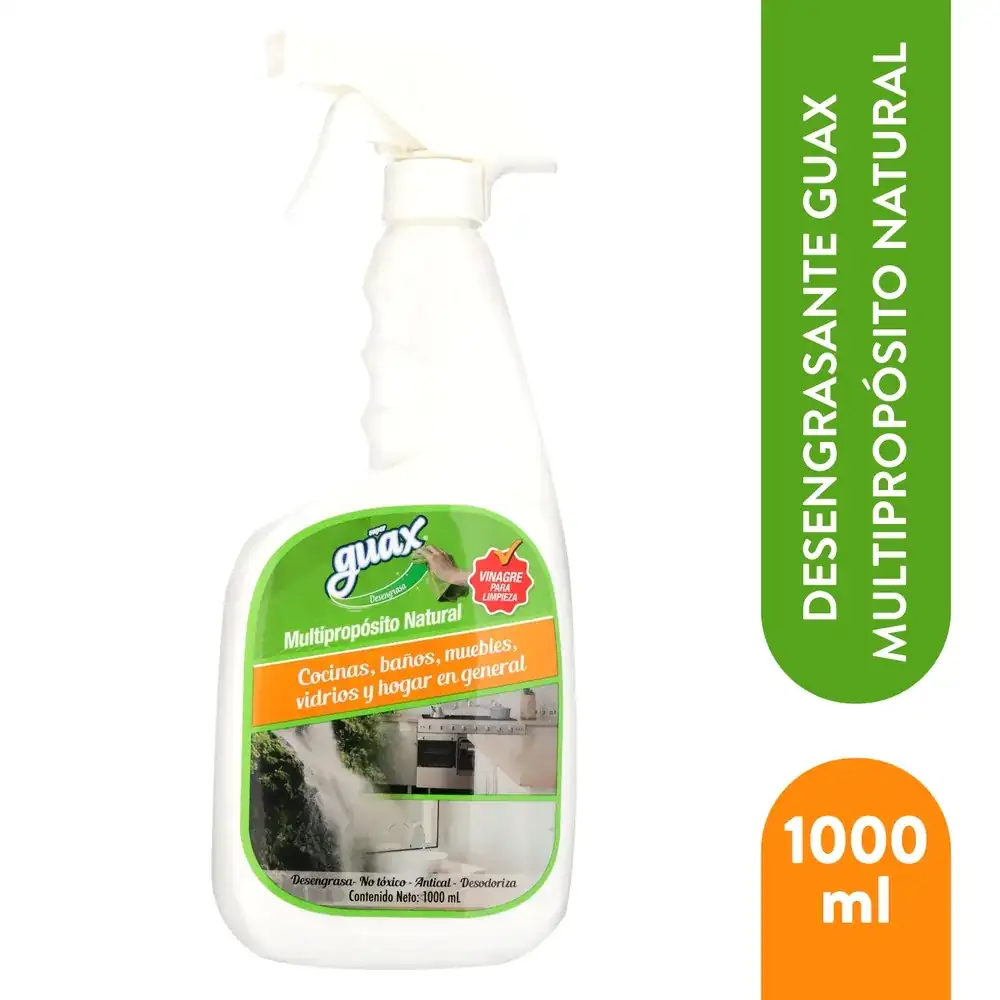 super
guax
Desengrasa
VINAGRE
PARA
LIMPIEZA
Multipropósito Natural
Cocinas, baños, muebles,
vidrios y hogar en general
Desengrasa- No tóxico - Antical - Desodoriza
Contenido Neto: 1000 mL
DESENGRASANTE GUAX
MULTIPROPÓSITO NATURAL
1000
ml